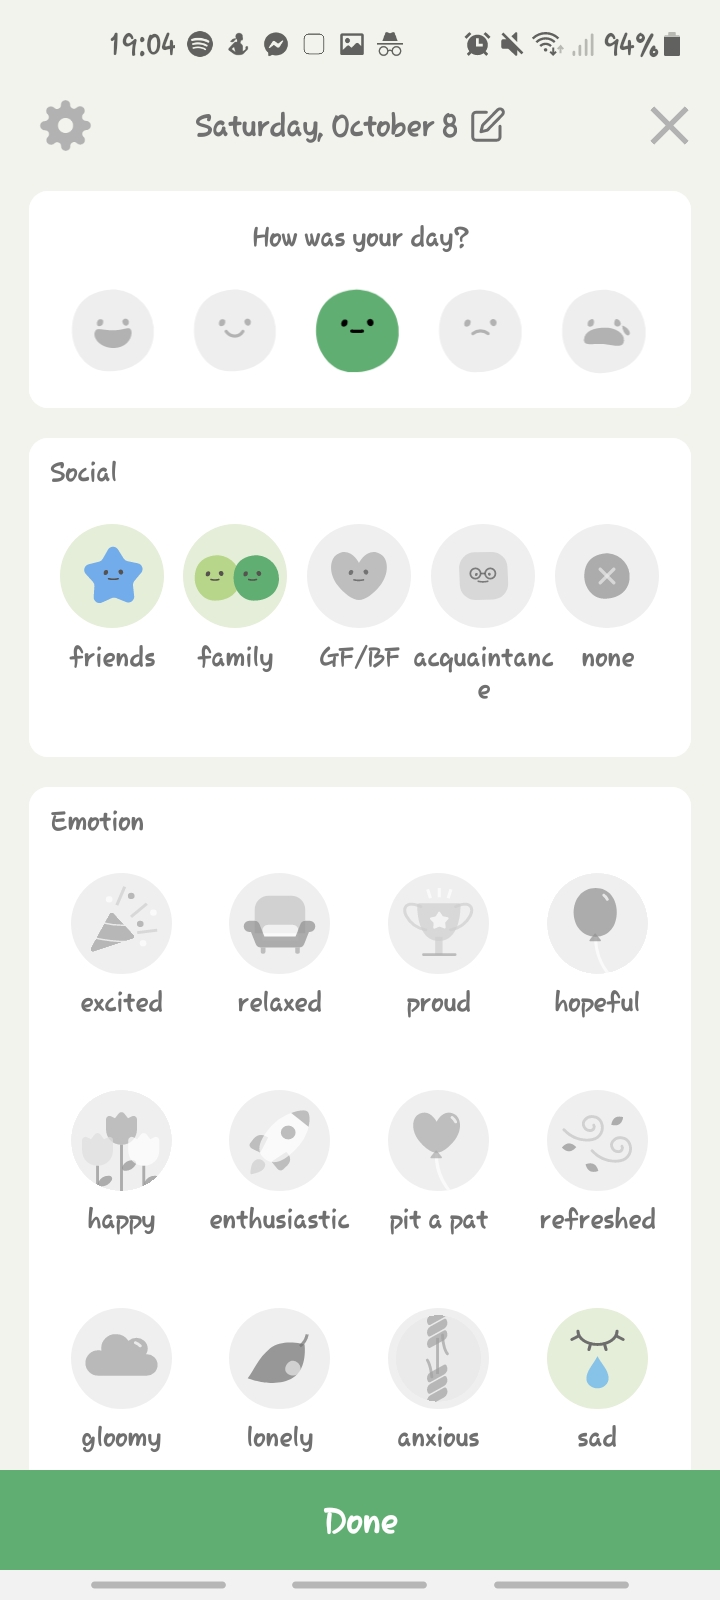 19:04 94%
Saturday, October 8
How was your day?
Social
friends family GF/BF acquaintanc none
e
Emotion
excited relaxed proud hopeful
happy enthusiastic pit a pat refreshed
gloomy lonely anxious sad
Done